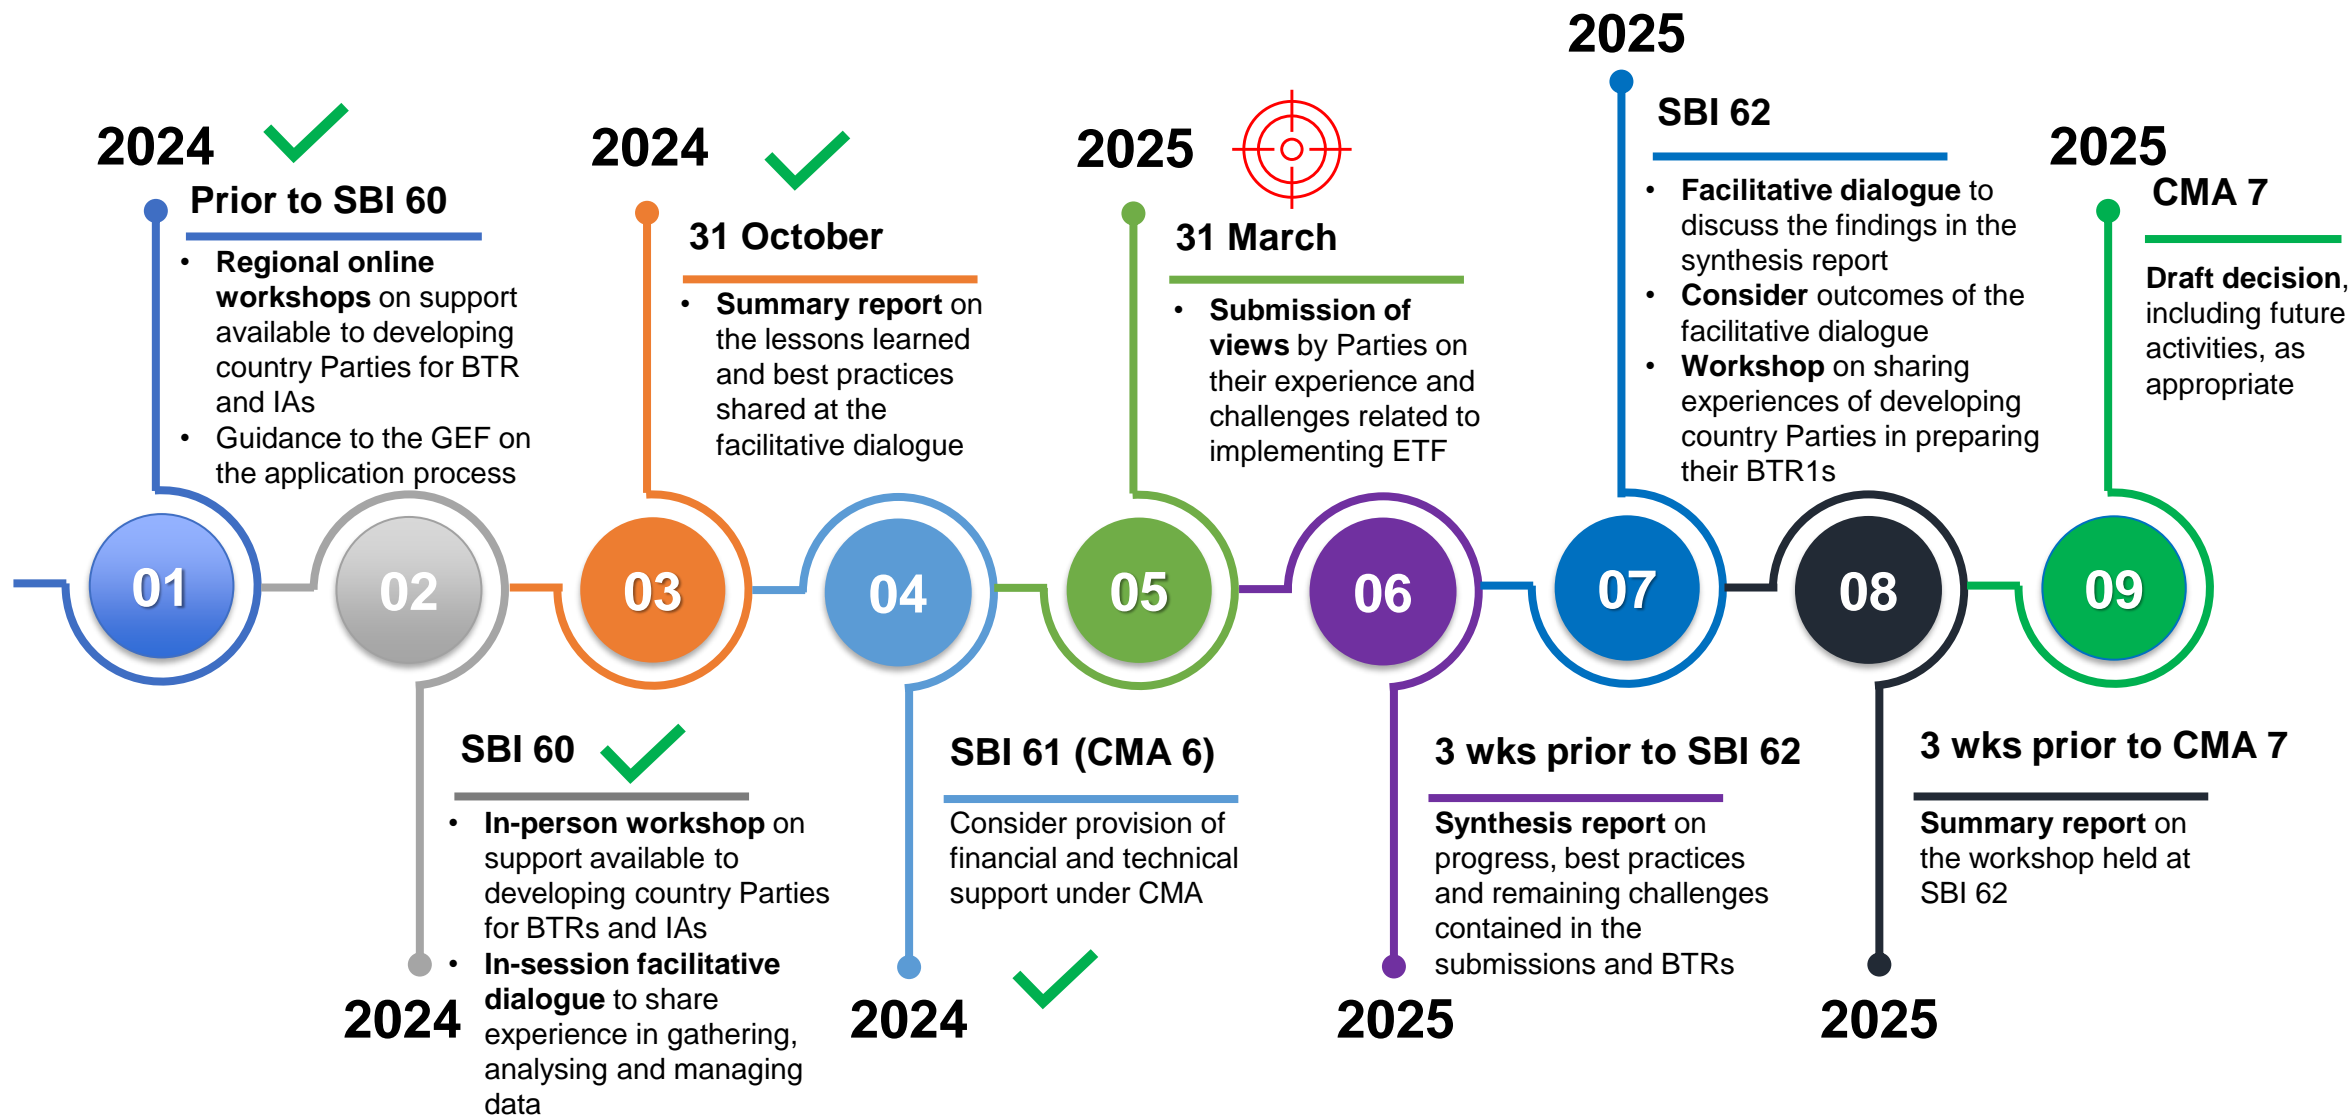 2024
Prior to SBI 60
• Regional online
workshops on support
available to developing
country Parties for BTR
and IAs
• Guidance to the GEF on
the application process
01
02
SBI 60
• In-person workshop on
support available to
developing country Parties
for BTRs and IAs
• In-session facilitative
dialogue to share
experience in gathering,
analysing and managing
data
2024
2024
31 October
• Summary report on
the lessons learned
and best practices
shared at the
facilitative dialogue
03
04
SBI 61 (CMA 6)
Consider provision of
financial and technical
support under CMA
2024
2025
31 March
• Submission of
views by Parties on
their experience and
challenges related to
implementing ETF
05
06
3 wks prior to SBI 62
Synthesis report on
progress, best practices
and remaining challenges
contained in the
submissions and BTRs
2025
2025
SBI 62
• Facilitative dialogue to
discuss the findings in the
synthesis report
• Consider outcomes of the
facilitative dialogue
• Workshop on sharing
experiences of developing
country Parties in preparing
their BTR1s
07
08
3 wks prior to CMA 7
Summary report on
the workshop held at
SBI 62
2025
2025
CMA 7
Draft decision,
including future
activities, as
appropriate
09